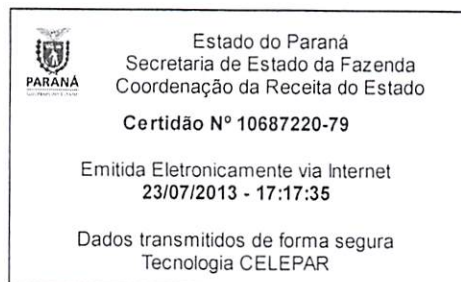 Estado do Paraná
Secretaria de Estado da Fazenda
Coordenação da Receita do Estado
PARANÁ
Certidão Nº 10687220-79
Emitida Eletronicamente via Internet
23/07/2013 - 17:17:35
Dados transmitidos de forma segura
Tecnologia CELEPAR